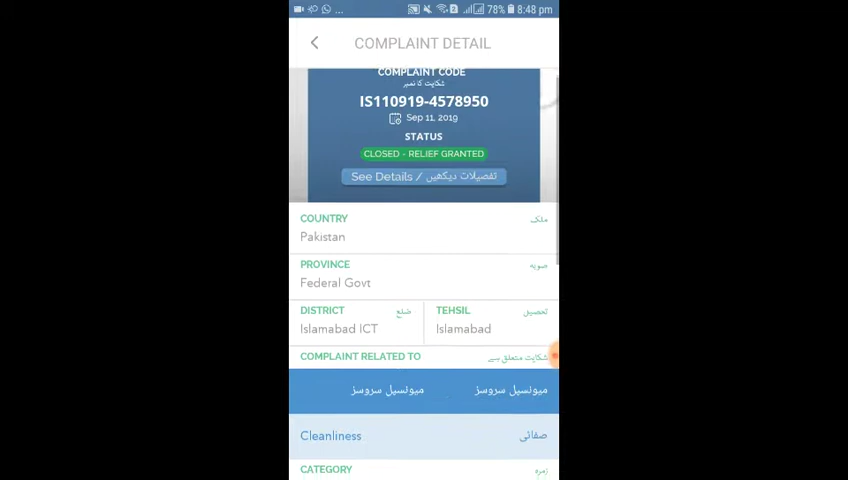 ... 78% 8:48 pm
COMPLAINT DETAIL
COMPLAINT CODE
شکایت کا نمبر
IS110919-4578950
Sep 11, 2019
STATUS
CLOSED - RELIEF GRANTED
See Details / تفصیلات دیکھیں
COUNTRY ملک
Pakistan
PROVINCE صوبہ
Federal Govt
DISTRICT ضلع TEHSIL تحصیل
Islamabad ICT Islamabad
COMPLAINT RELATED TO شکایت متعلق سے
میونسپل سروسز میونسپل سروسز
Cleanliness صفائی
CATEGORY زمرہ